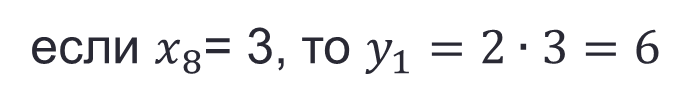 если x₈= 3, то y₁ = 2 · 3 = 6